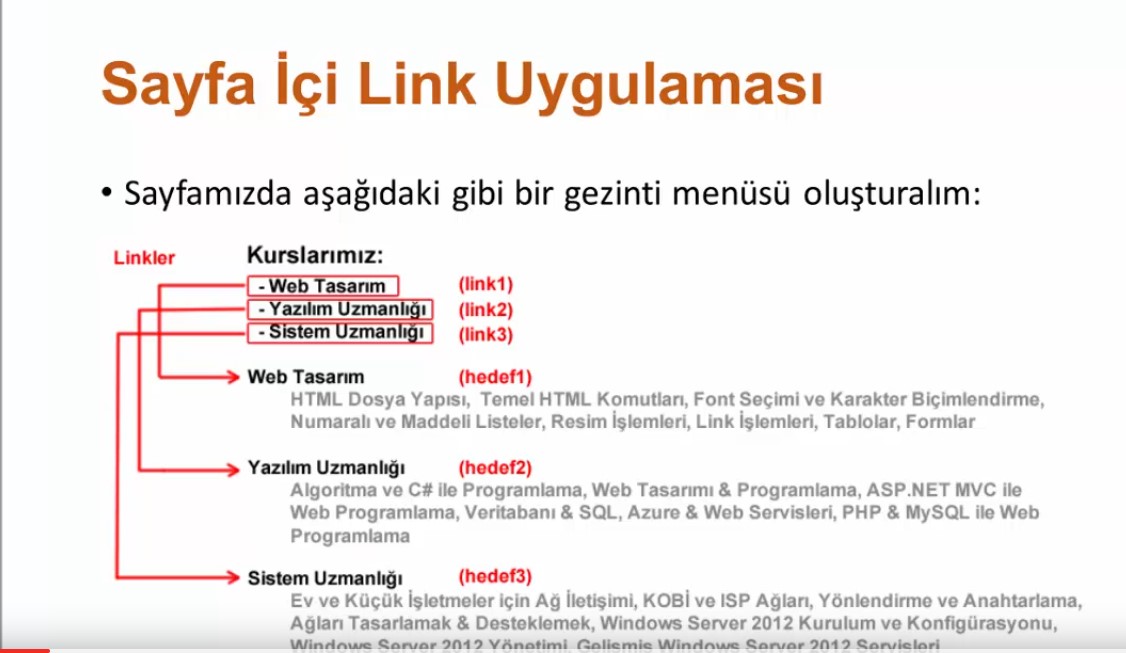 Sayfa İçi Link Uygulaması
• Sayfamızda aşağıdaki gibi bir gezinti menüsü oluşturalım:
Linkler Kurslarımız:
- Web Tasarım (link1)
- Yazılım Uzmanlığı (link2)
- Sistem Uzmanlığı (link3)
Web Tasarım (hedef1)
HTML Dosya Yapısı, Temel HTML Komutları, Font Seçimi ve Karakter Biçimlendirme,
Numaralı ve Maddeli Listeler, Resim İşlemleri, Link İşlemleri, Tablolar, Formlar
Yazılım Uzmanlığı (hedef2)
Algoritma ve C# ile Programlama, Web Tasarımı & Programlama, ASP.NET MVC ile
Web Programlama, Veritabanı & SQL, Azure & Web Servisleri, PHP & MySQL ile Web
Programlama
Sistem Uzmanlığı (hedef3)
Ev ve Küçük İşletmeler için Ağ İletişimi, KOBİ ve ISP Ağları, Yönlendirme ve Anahtarlama,
Ağları Tasarlamak & Desteklemek, Windows Server 2012 Kurulum ve Konfigürasyonu,
Windows Server 2012 Yönetimi, Gelişmiş Windows Server 2012 Servisleri